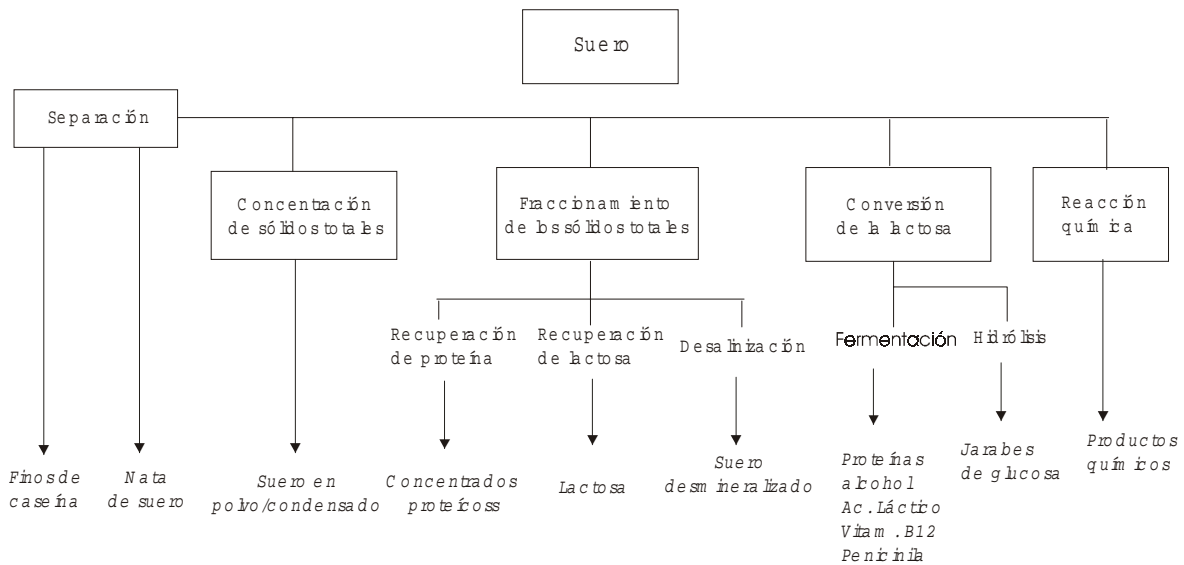 Suero
Separación
Concentración
de sólidos totales
Fraccionamiento
de los sólidos totales
Conversión
de la lactosa
Reacción
química
Recuperación
de proteína
Recuperación
de lactosa
Desalinización
Fermentación
Hidrólisis
Finos de
caseína
Nata
de suero
Suero en
polvo/condensado
Concentrados
proteícoss
Lactosa
Suero
desmineralizado
Proteínas
alcohol
Ac.Láctico
Vitam.B12
Penicinila
Jarabes
de glucosa
Productos
químicos